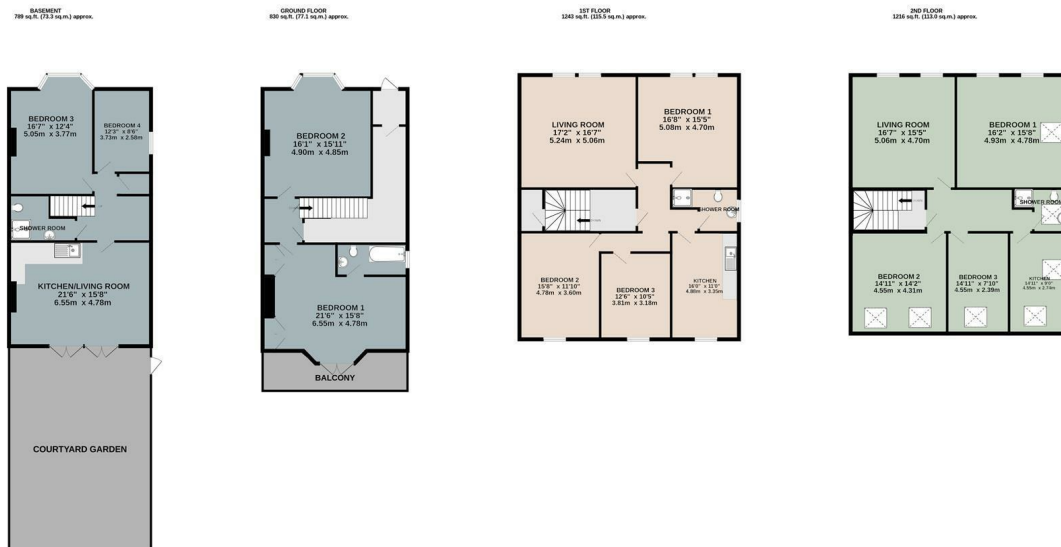 BASEMENT
789 sq.ft. (73.3 sq.m.) approx.
BEDROOM 3
16'7" x 12'4"
5.05m x 3.77m
BEDROOM 4
12'3" x 8'6"
3.73m x 2.58m
SHOWER ROOM
KITCHEN/LIVING ROOM
21'6" x 15'8"
6.55m x 4.78m
COURTYARD GARDEN
GROUND FLOOR
830 sq.ft. (77.1 sq.m.) approx.
BEDROOM 2
16'1" x 15'11"
4.90m x 4.85m
BEDROOM 1
21'6" x 15'8"
6.55m x 4.78m
BALCONY
1ST FLOOR
1243 sq.ft. (115.5 sq.m.) approx.
LIVING ROOM
17'2" x 16'7"
5.24m x 5.06m
BEDROOM 1
16'8" x 15'5"
5.08m x 4.70m
SHOWER ROOM
BEDROOM 2
15'8" x 11'10"
4.78m x 3.60m
BEDROOM 3
12'6" x 10'5"
3.81m x 3.18m
KITCHEN
16'0" x 11'0"
4.88m x 3.35m
2ND FLOOR
1216 sq.ft. (113.0 sq.m.) approx.
LIVING ROOM
16'7" x 15'5"
5.06m x 4.70m
BEDROOM 1
16'2" x 15'8"
4.93m x 4.78m
SHOWER ROOM
BEDROOM 2
14'11" x 14'2"
4.55m x 4.31m
BEDROOM 3
14'11" x 7'10"
4.55m x 2.39m
KITCHEN
14'11" x 9'0"
4.55m x 2.74m